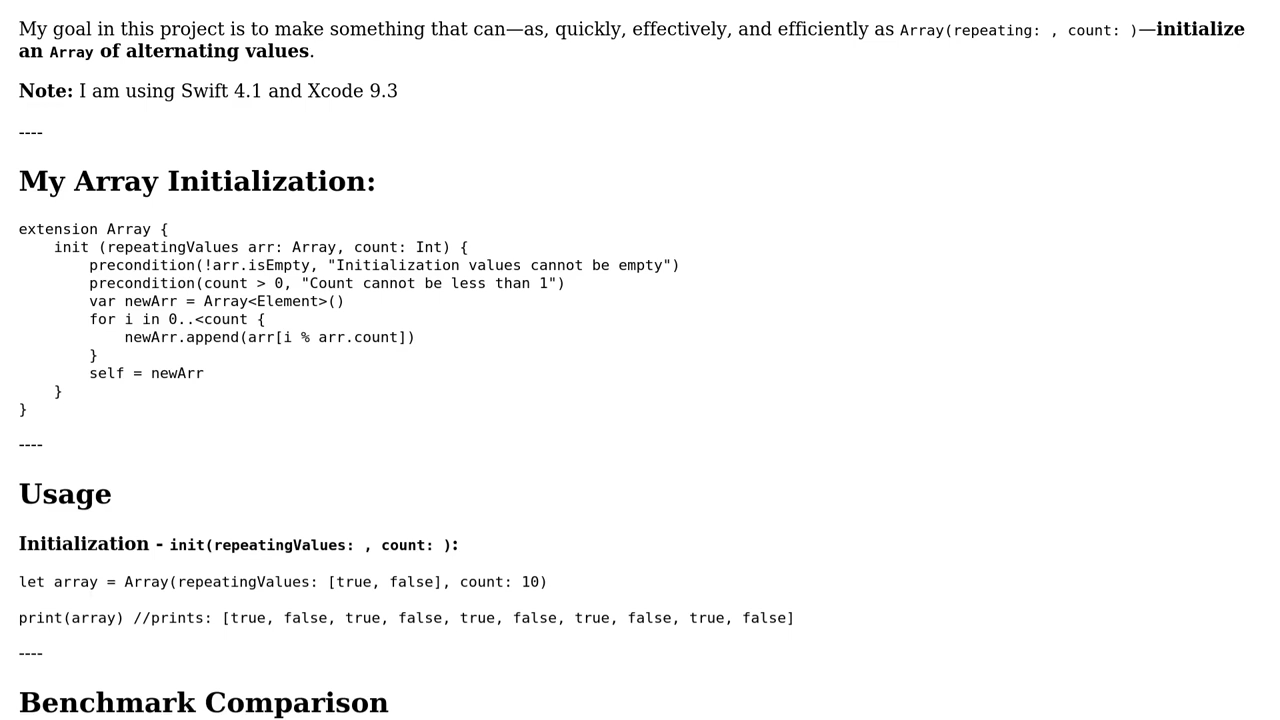 My goal in this project is to make something that can—as, quickly, effectively, and efficiently as Array(repeating: , count: )—initialize
an Array of alternating values.
Note: I am using Swift 4.1 and Xcode 9.3
----
My Array Initialization:
extension Array {
    init (repeatingValues arr: Array, count: Int) {
        precondition(!arr.isEmpty, "Initialization values cannot be empty")
        precondition(count > 0, "Count cannot be less than 1")
        var newArr = Array<Element>()
        for i in 0..<count {
            newArr.append(arr[i % arr.count])
        }
        self = newArr
    }
}
----
Usage
Initialization - init(repeatingValues: , count: ):
let array = Array(repeatingValues: [true, false], count: 10)
print(array) //prints: [true, false, true, false, true, false, true, false, true, false]
----
Benchmark Comparison